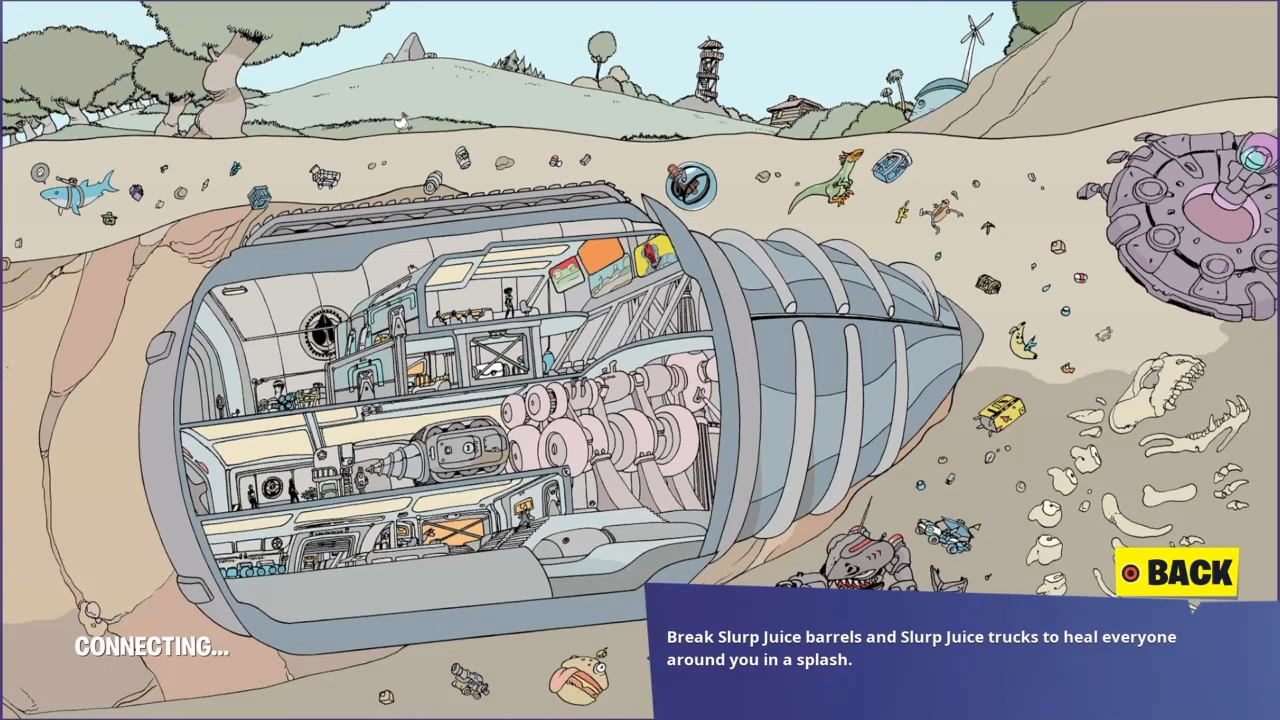 BACK
CONNECTING...
Break Slurp Juice barrels and Slurp Juice trucks to heal everyone
around you in a splash.